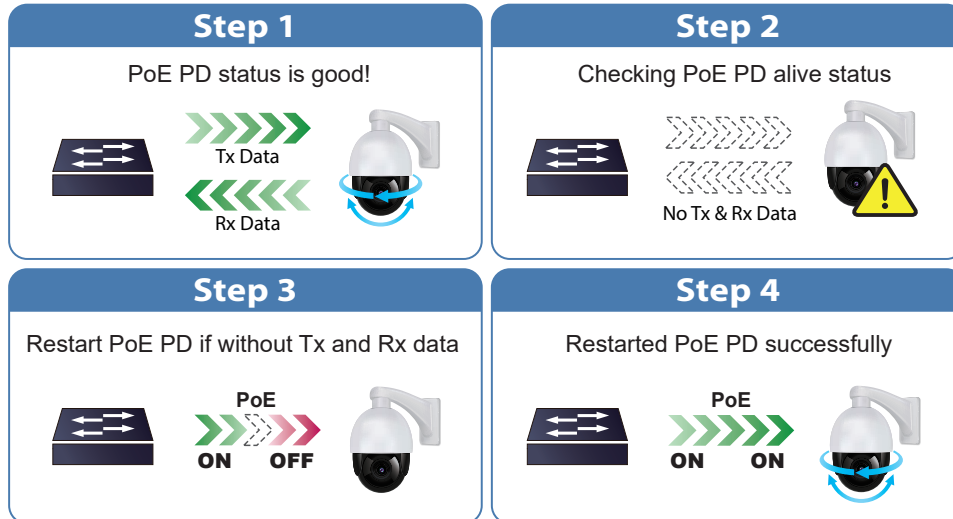 Step 1
PoE PD status is good!
Tx Data
Rx Data
Step 2
Checking PoE PD alive status
No Tx & Rx Data
Step 3
Restart PoE PD if without Tx and Rx data
PoE
ON OFF
Step 4
Restarted PoE PD successfully
PoE
ON ON